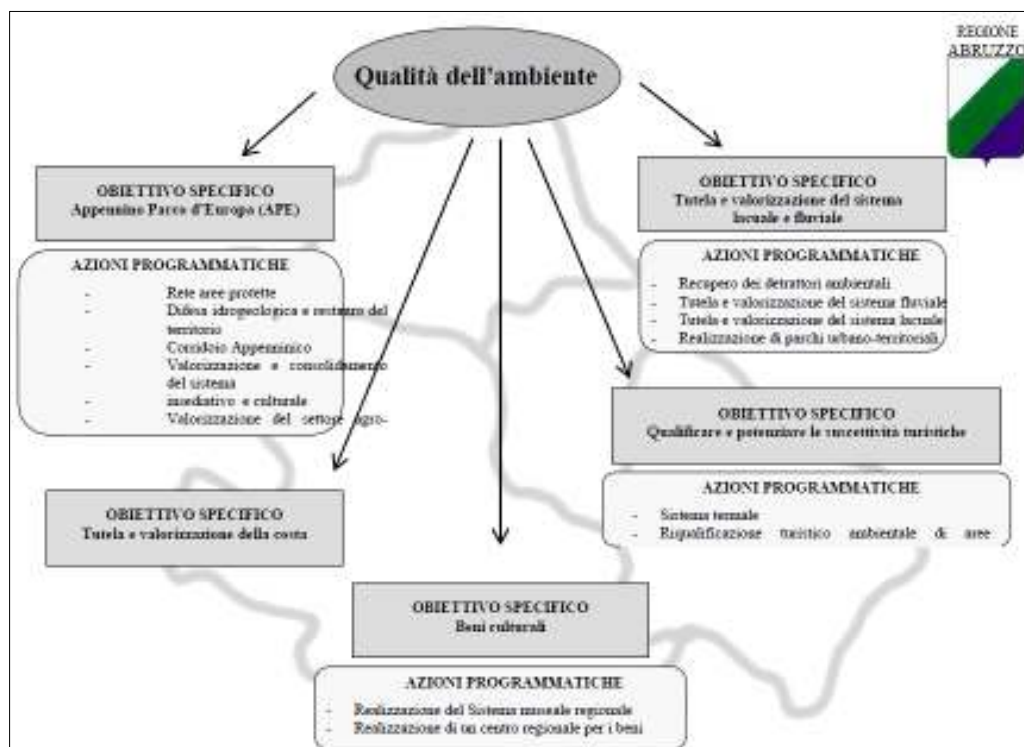 REGIONE
ABRUZZO
Qualità dell'ambiente
OBIETTIVO SPECIFICO
Appennino Parco d'Europa (APE)
AZIONI PROGRAMMATICHE
- Rete aree protette
- Difesa idrogeologica e restauro del
territorio
- Corridoio Appenninico
- Valorizzazione e consolidamento
del sistema
insediativo e culturale
- Valorizzazione del settore agro-
OBIETTIVO SPECIFICO
Tutela e valorizzazione del sistema
lacuale e fluviale
AZIONI PROGRAMMATICHE
- Recupero dei detrattori ambientali
- Tutela e valorizzazione del sistema fluviale
- Tutela e valorizzazione del sistema lacuale
- Realizzazione di parchi urbano-territoriali
OBIETTIVO SPECIFICO
Qualificare e potenziare le suscettività turistiche
AZIONI PROGRAMMATICHE
- Sistema termale
- Riqualificazione turistico ambientale di aree
OBIETTIVO SPECIFICO
Tutela e valorizzazione della costa
OBIETTIVO SPECIFICO
Beni culturali
AZIONI PROGRAMMATICHE
- Realizzazione del Sistema museale regionale
- Realizzazione di un centro regionale per i beni